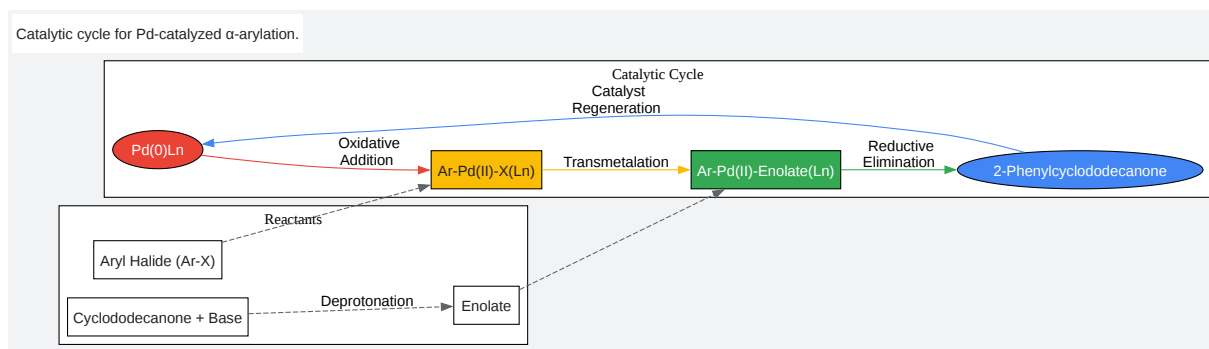 Catalytic cycle for Pd-catalyzed α-arylation.
Catalytic Cycle
Catalyst
Regeneration
Pd(0)Ln
Oxidative
Addition
Ar-Pd(II)-X(Ln)
Transmetalation
Ar-Pd(II)-Enolate(Ln)
Reductive
Elimination
2-Phenylcyclododecanone
Reactants
Aryl Halide (Ar-X)
Cyclododecanone + Base
Deprotonation
Enolate